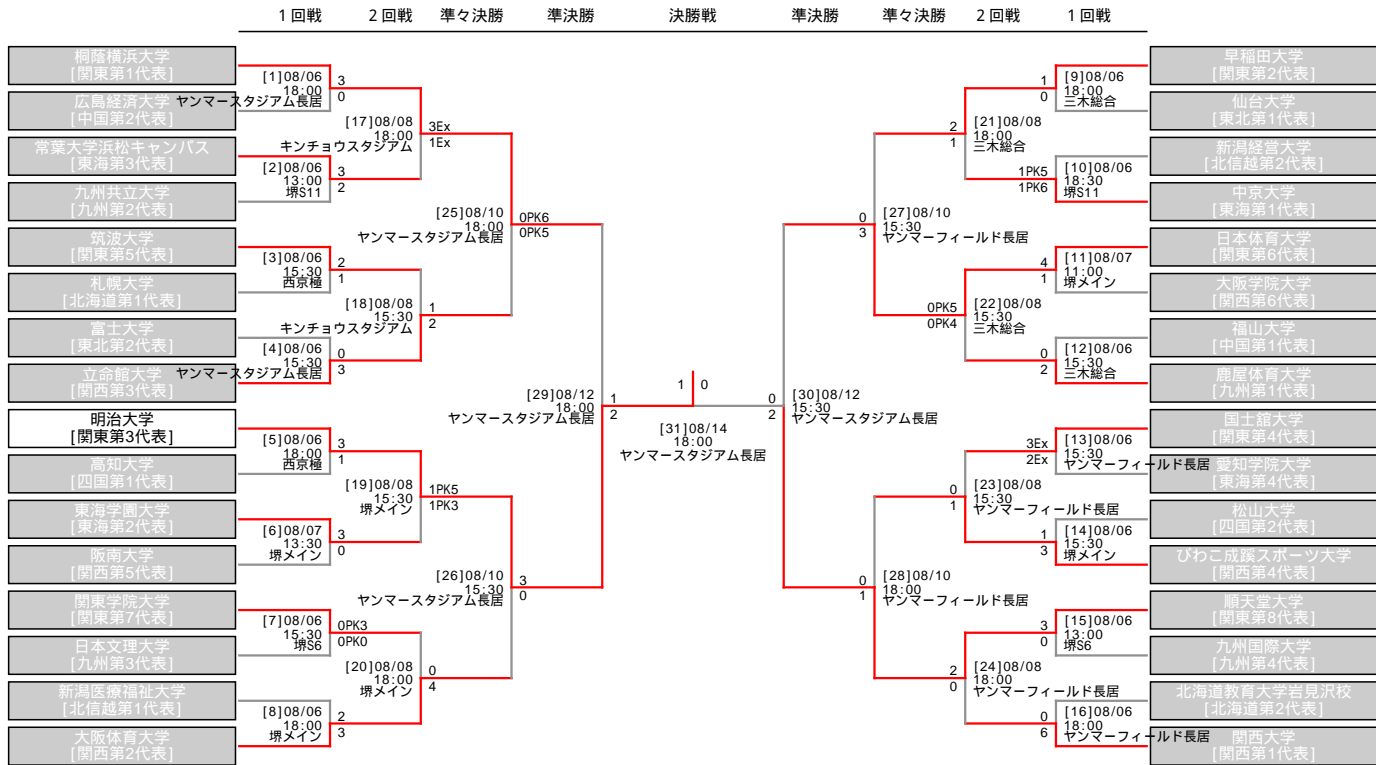 1回戦 2回戦 準々決勝 準決勝 決勝戦 準決勝 準々決勝 2回戦 1回戦
桐蔭横浜大学
[関東第1代表]
広島経済大学
[中国第2代表]
常葉大学浜松キャンパス
[東海第3代表]
九州共立大学
[九州第2代表]
筑波大学
[関東第5代表]
札幌大学
[北海道第1代表]
富士大学
[東北第2代表]
立命館大学
[関西第3代表]
明治大学
[関東第3代表]
高知大学
[四国第1代表]
東海学園大学
[東海第2代表]
阪南大学
[関西第5代表]
関東学院大学
[関東第7代表]
日本文理大学
[九州第3代表]
新潟医療福祉大学
[北信越第1代表]
大阪体育大学
[関西第2代表]
[1]08/06
18:00
ヤンマースタジアム長居
3
0
[2]08/06
13:00
堺S11
3
2
[3]08/06
15:30
西京極
2
1
[4]08/06
15:30
ヤンマースタジアム長居
0
3
[5]08/06
18:00
西京極
3
1
[6]08/07
13:30
堺メイン
3
0
[7]08/06
15:30
堺S6
0PK3
0PK0
[8]08/06
18:00
堺メイン
2
3
[17]08/08
18:00
キンチョウスタジアム
3Ex
1Ex
[18]08/08
15:30
キンチョウスタジアム
1
2
[19]08/08
15:30
堺メイン
1PK5
1PK3
[20]08/08
18:00
堺メイン
0
4
[25]08/10
18:00
ヤンマースタジアム長居
0PK6
0PK5
[26]08/10
15:30
ヤンマースタジアム長居
3
0
[29]08/12
18:00
ヤンマースタジアム長居
1
2
1 0
[31]08/14
18:00
ヤンマースタジアム長居
0
2
[30]08/12
15:30
ヤンマースタジアム長居
0
3
[27]08/10
15:30
ヤンマーフィールド長居
0
1
[28]08/10
18:00
ヤンマーフィールド長居
2
1
[21]08/08
18:00
三木総合
0PK5
0PK4
[22]08/08
15:30
三木総合
0
1
[23]08/08
15:30
ヤンマーフィールド長居
2
0
[24]08/08
18:00
ヤンマーフィールド長居
1
0
[9]08/06
18:00
三木総合
1PK5
1PK6
[10]08/06
18:30
堺S11
4
1
[11]08/07
11:00
堺メイン
0
2
[12]08/06
15:30
三木総合
3Ex
2Ex
[13]08/06
15:30
ヤンマーフィールド長居
1
3
[14]08/06
15:30
堺メイン
3
0
[15]08/06
13:00
堺S6
0
6
[16]08/06
18:00
ヤンマーフィールド長居
早稲田大学
[関東第2代表]
仙台大学
[東北第1代表]
新潟経営大学
[北信越第2代表]
中京大学
[東海第1代表]
日本体育大学
[関東第6代表]
大阪学院大学
[関西第6代表]
福山大学
[中国第1代表]
鹿屋体育大学
[九州第1代表]
国士舘大学
[関東第4代表]
愛知学院大学
[東海第4代表]
松山大学
[四国第2代表]
びわこ成蹊スポーツ大学
[関西第4代表]
順天堂大学
[関東第8代表]
九州国際大学
[九州第4代表]
北海道教育大学岩見沢校
[北海道第2代表]
関西大学
[関西第1代表]